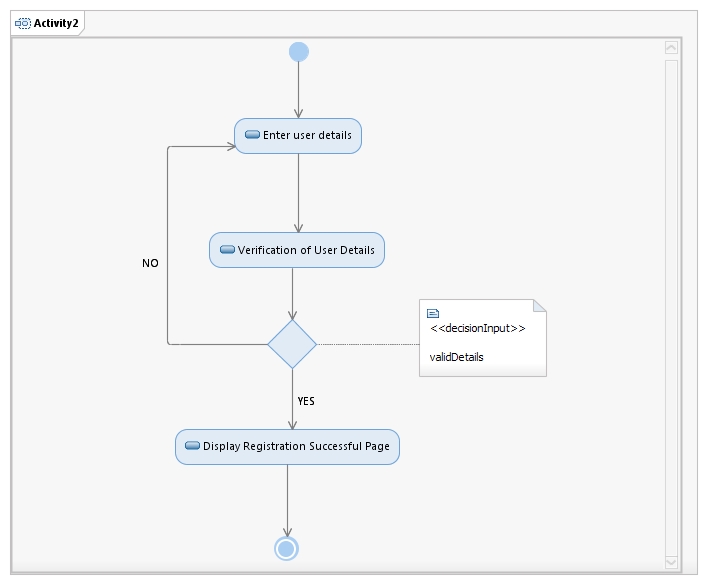 Activity2
Enter user details
Verification of User Details
NO
<<decisionInput>>
validDetails
YES
Display Registration Successful Page